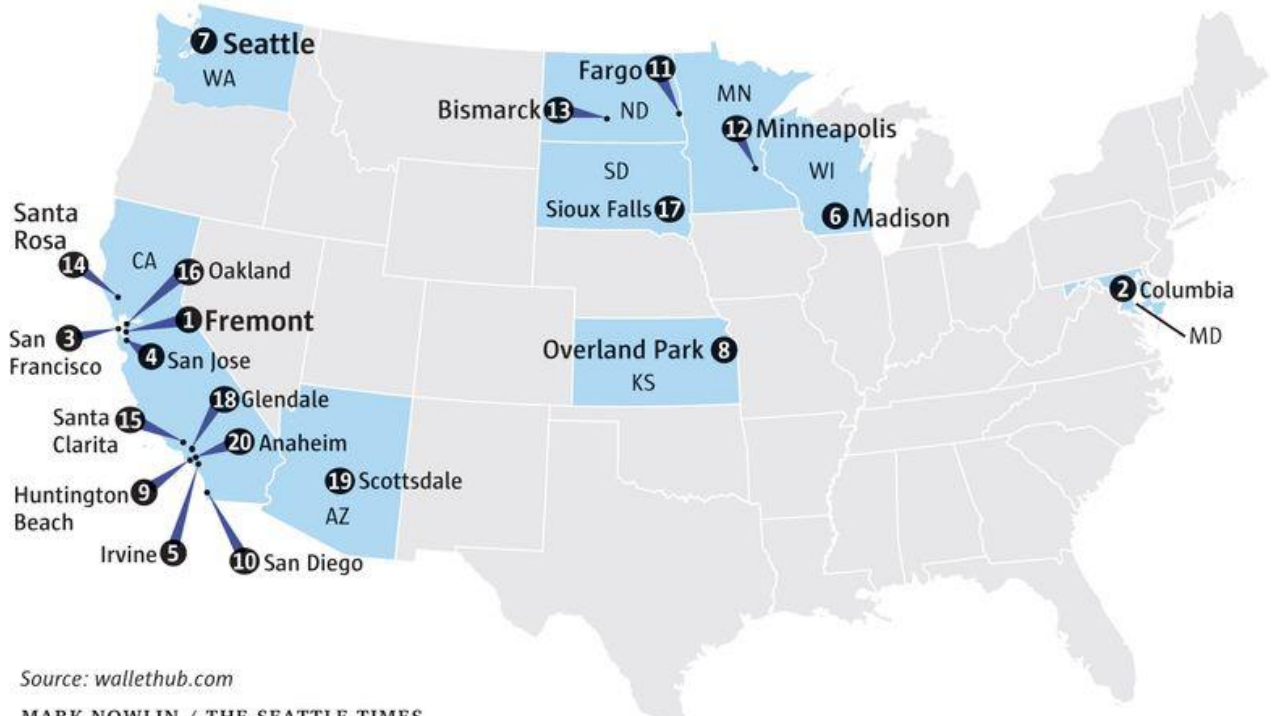 7 Seattle
WA
Fargo 11
MN
Bismarck 13
ND
12 Minneapolis
SD
WI
Sioux Falls 17
6 Madison
Santa
Rosa
14
CA
16 Oakland
2 Columbia
MD
1 Fremont
San
Francisco
3
4 San Jose
Overland Park 8
KS
18 Glendale
Santa
Clarita
15
20 Anaheim
19 Scottsdale
AZ
Huntington
Beach
9
Irvine 5
10 San Diego
Source: wallethub.com
MARK NOWLIN / THE SEATTLE TIMES